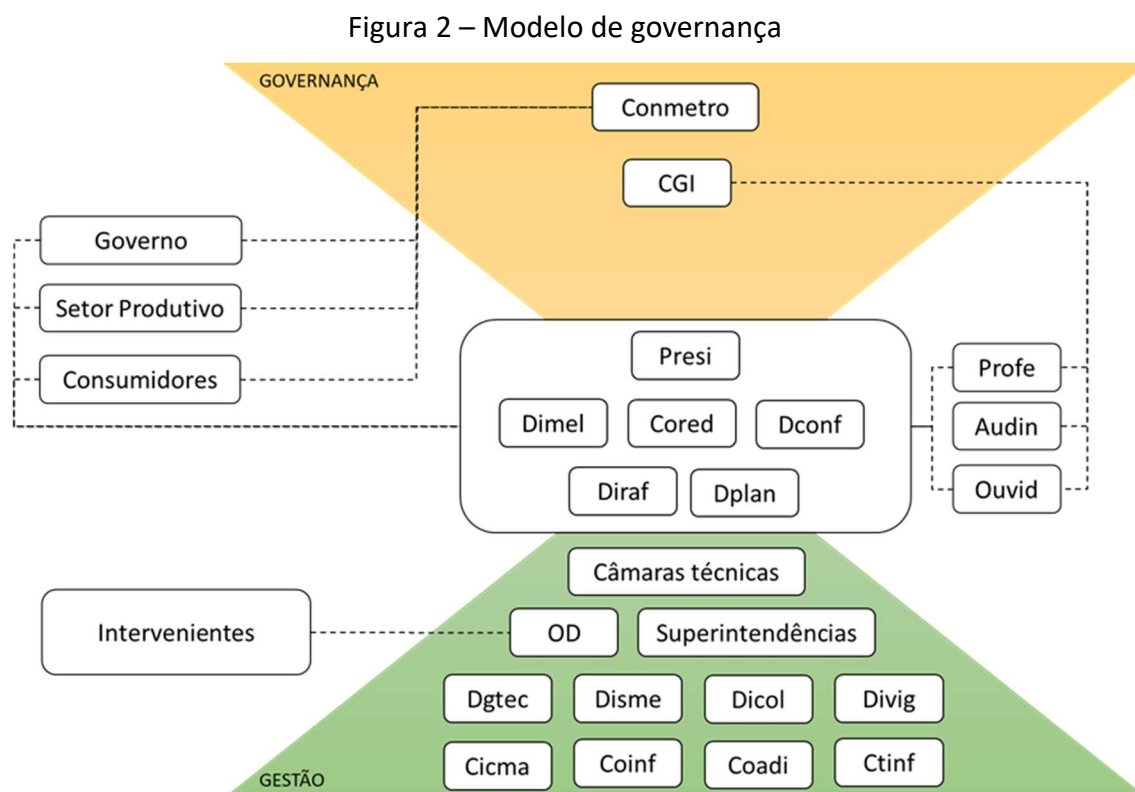 Figura 2 – Modelo de governança
GOVERNANÇA
Conmetro
CGI
Governo
Setor Produtivo
Consumidores
Presi
Dimel
Cored
Dconf
Diraf
Dplan
Profe
Audin
Ouvid
Câmaras técnicas
Intervenientes
OD
Superintendências
Dgtec
Disme
Dicol
Divig
Cicma
Coinf
Coadi
Ctinf
GESTÃO